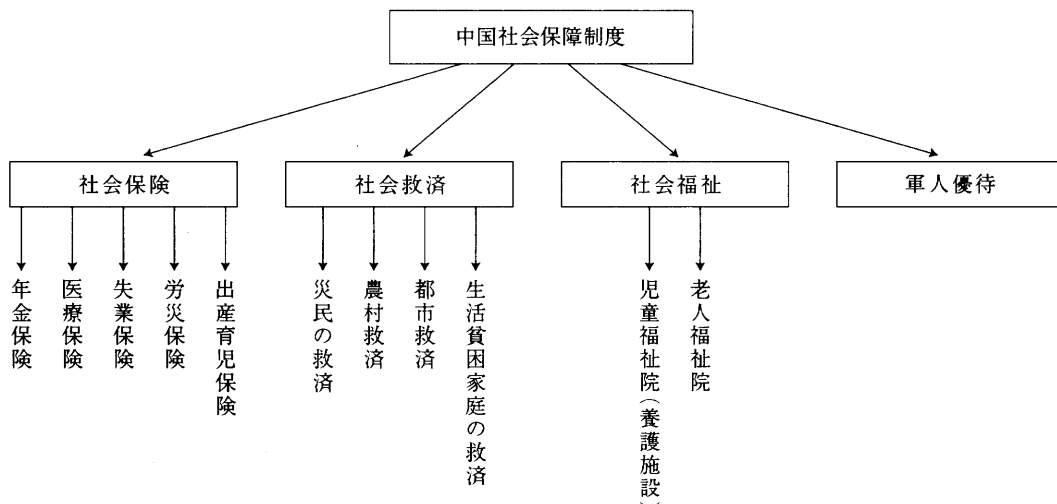 中国社会保障制度
社会保険
社会救済
社会福祉
軍人優待
年金保険
医療保険
失業保険
労災保険
出産育児保険
災民の救済
農村救済
都市救済
生活貧困家庭の救済
児童福祉院(養護施設)
老人福祉院